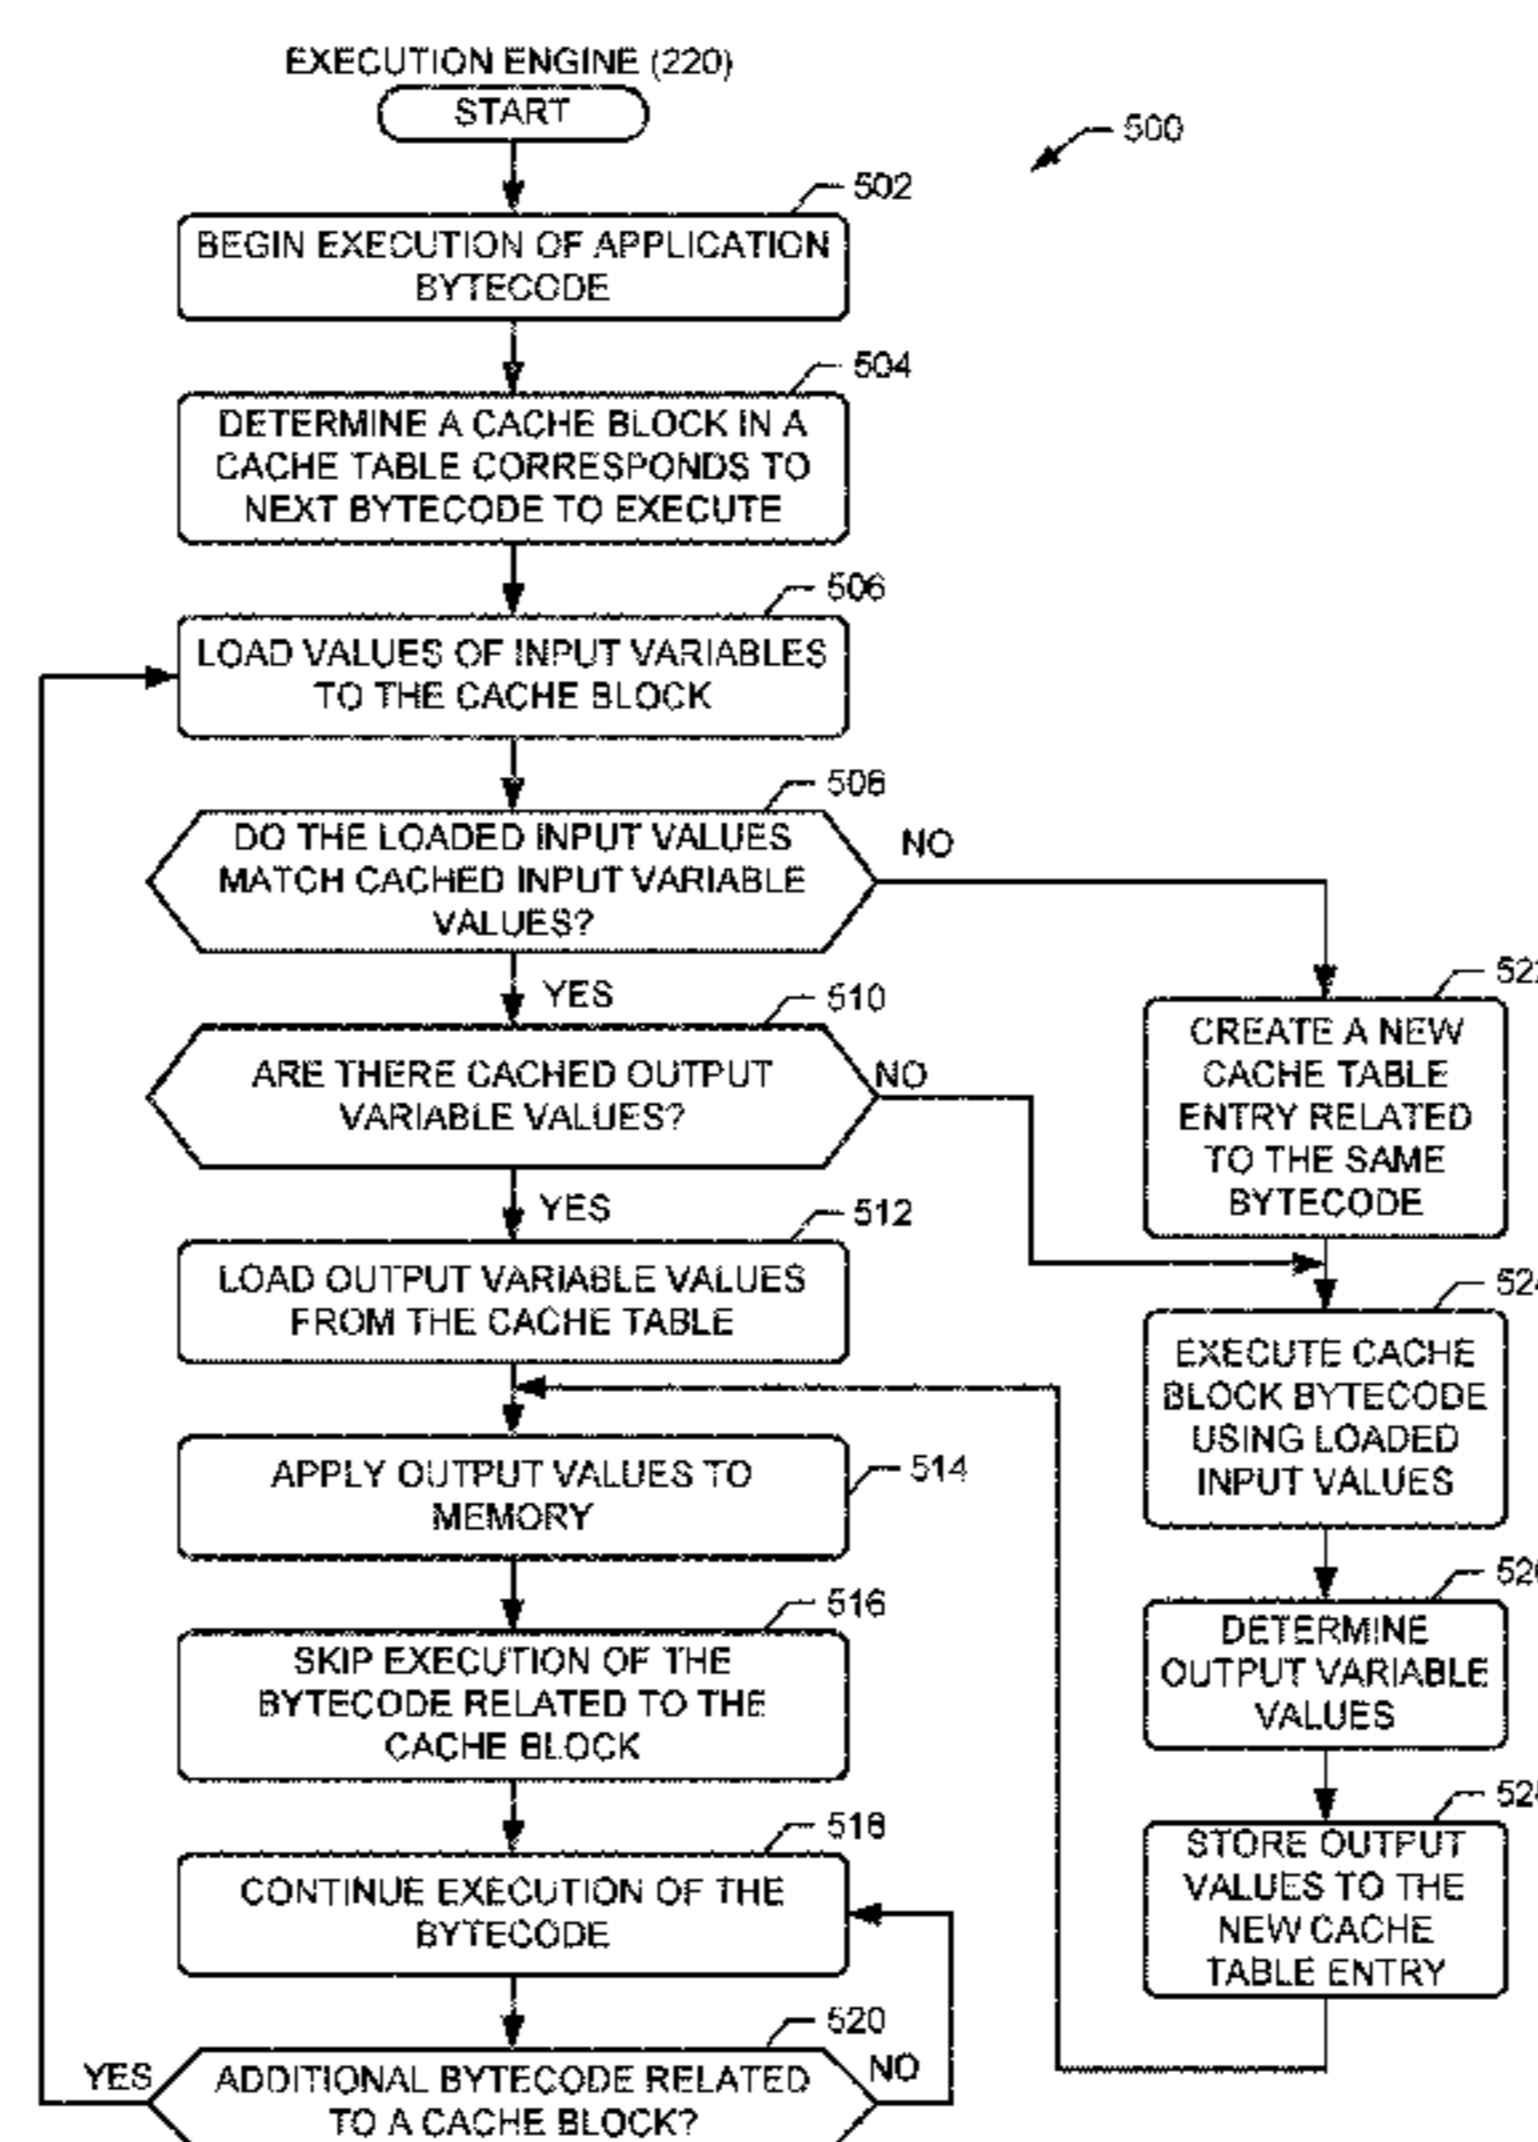 EXECUTION ENGINE (220)
START
500
502
BEGIN EXECUTION OF APPLICATION
BYTECODE
504
DETERMINE A CACHE BLOCK IN A
CACHE TABLE CORRESPONDS TO
NEXT BYTECODE TO EXECUTE
506
LOAD VALUES OF INPUT VARIABLES
TO THE CACHE BLOCK
508
DO THE LOADED INPUT VALUES
MATCH CACHED INPUT VARIABLE
VALUES?
NO
YES
510
ARE THERE CACHED OUTPUT
VARIABLE VALUES?
NO
YES
512
LOAD OUTPUT VARIABLE VALUES
FROM THE CACHE TABLE
514
APPLY OUTPUT VALUES TO
MEMORY
516
SKIP EXECUTION OF THE
BYTECODE RELATED TO THE
CACHE BLOCK
518
CONTINUE EXECUTION OF THE
BYTECODE
520
YES
ADDITIONAL BYTECODE RELATED
TO A CACHE BLOCK?
NO
CREATE A NEW
CACHE TABLE
ENTRY RELATED
TO THE SAME
BYTECODE
EXECUTE CACHE
BLOCK BYTECODE
USING LOADED
INPUT VALUES
DETERMINE
OUTPUT VARIABLE
VALUES
STORE OUTPUT
VALUES TO THE
NEW CACHE
TABLE ENTRY